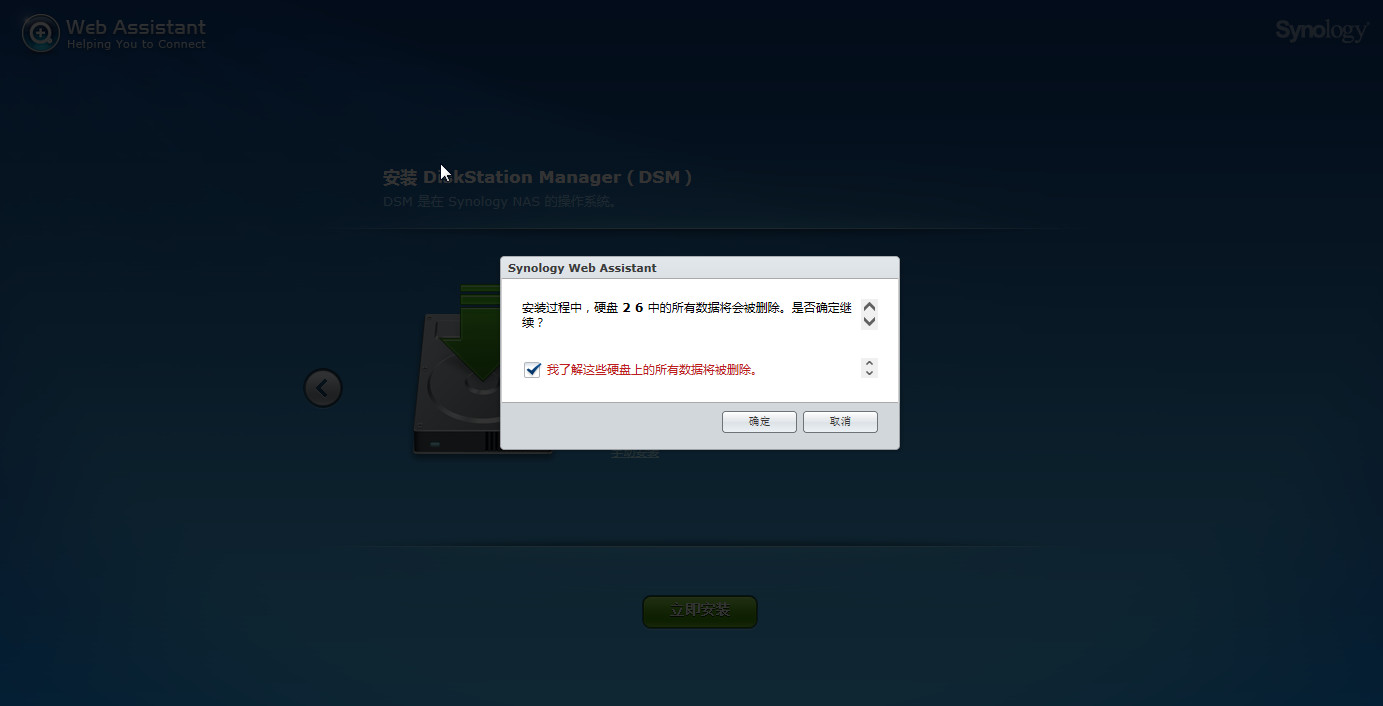 Web Assistant
Helping You to Connect
Synology
安装 DiskStation Manager ( DSM )
DSM 是在 Synology NAS 的操作系统。
Synology Web Assistant
安装过程中，硬盘 2 6 中的所有数据将会被删除。是否确定继
续？
我了解这些硬盘上的所有数据将被删除。
确定
取消
手动安装
立即安装